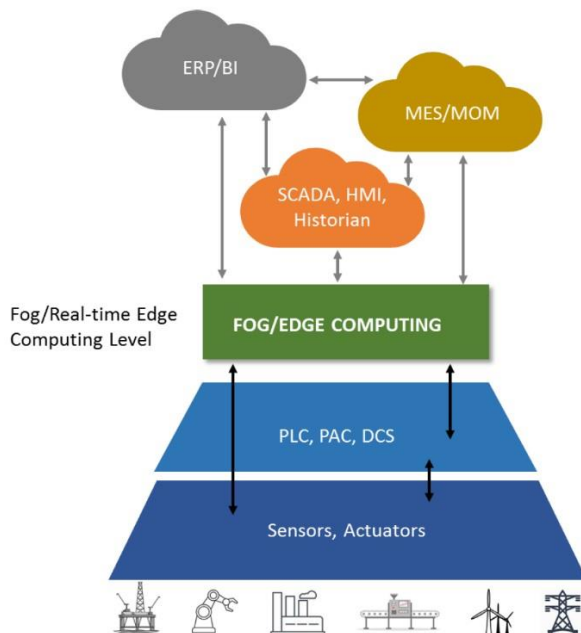 ERP/BI
MES/MOM
SCADA, HMI,
Historian
Fog/Real-time Edge
Computing Level
FOG/EDGE COMPUTING
PLC, PAC, DCS
Sensors, Actuators